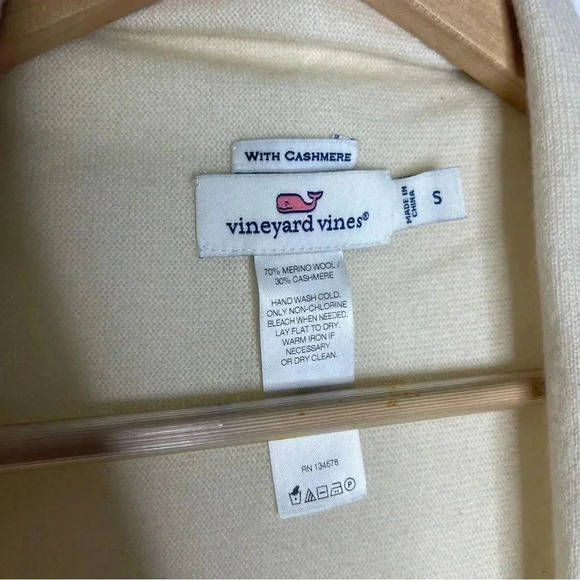 WITH CASHMERE
vineyard vines®
MADE IN
CHINA
S
70% MERINO WOOL /
30% CASHMERE
HAND WASH COLD.
ONLY NON-CHLORINE
BLEACH WHEN NEEDED.
LAY FLAT TO DRY.
WARM IRON IF
NECESSARY.
OR DRY CLEAN.
RN 134578
P